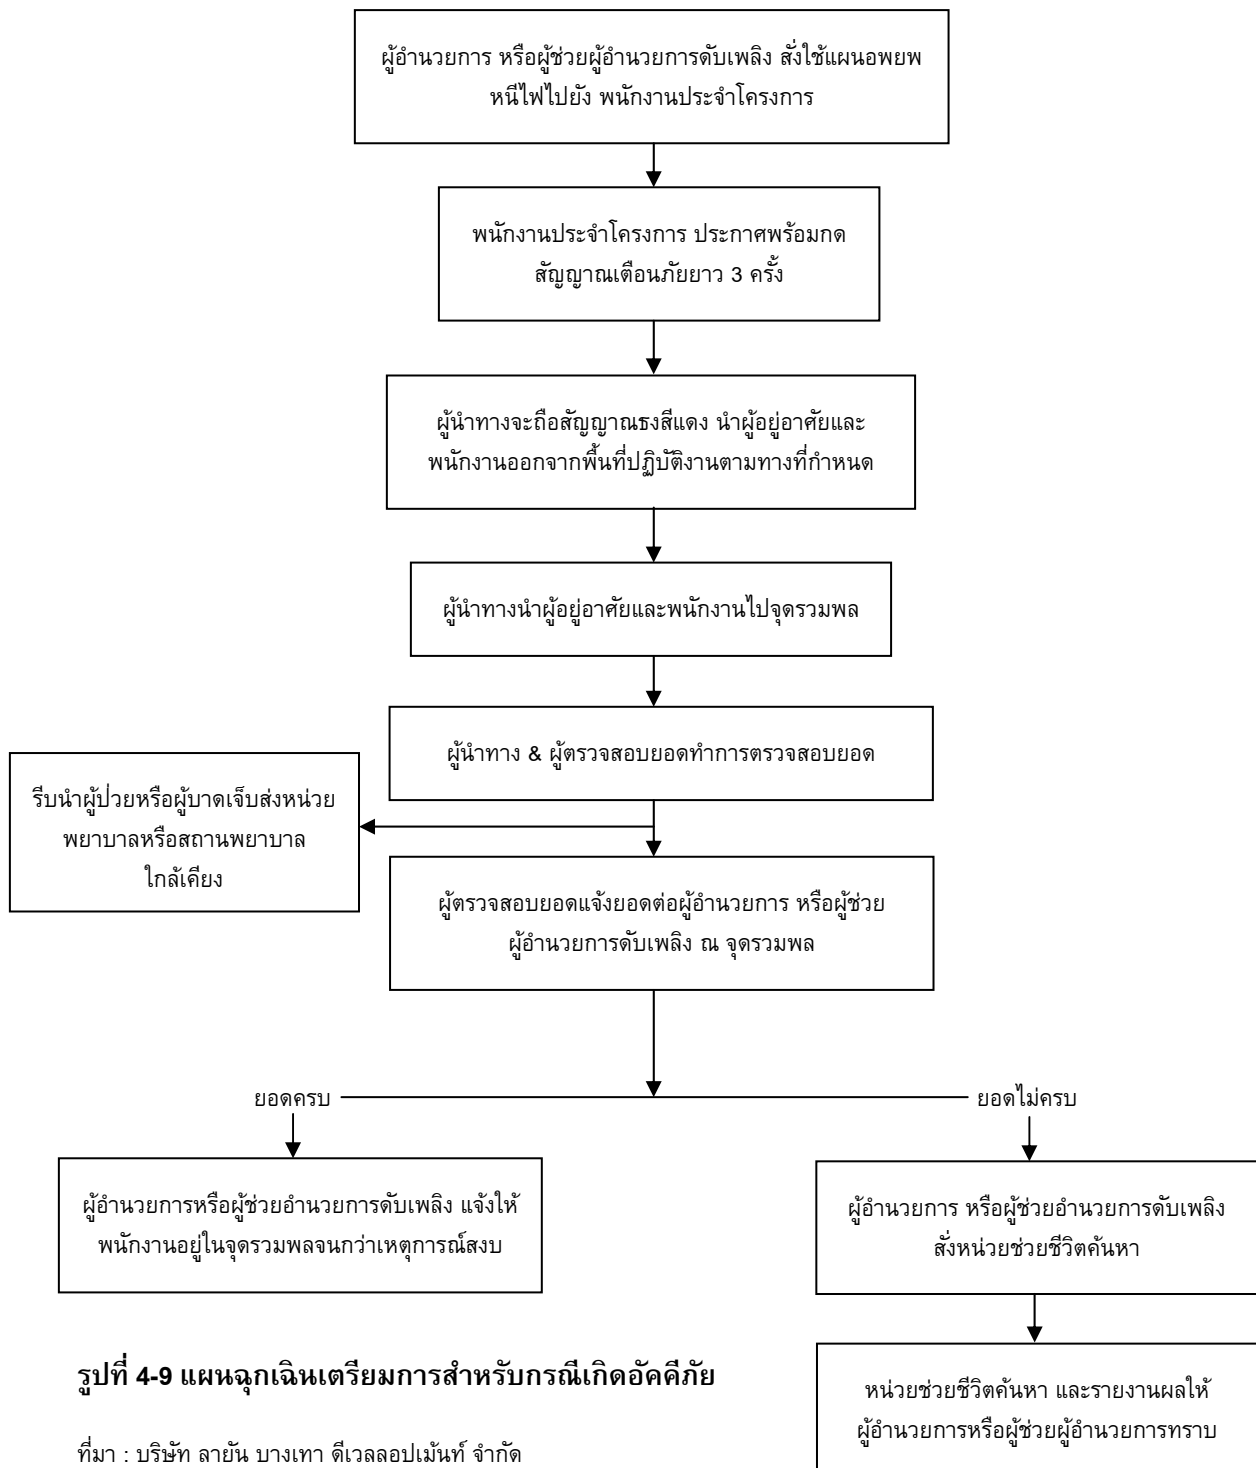 ผู้อำนวยการ หรือผู้ช่วยผู้อำนวยการดับเพลิง สั่งใช้แผนอพยพ
หนีไฟไปยัง พนักงานประจำโครงการ
พนักงานประจำโครงการ ประกาศพร้อมกด
สัญญาณเตือนภัยยาว 3 ครั้ง
ผู้นำทางจะถือสัญญาณธงสีแดง นำผู้อยู่อาศัยและ
พนักงานออกจากพื้นที่ปฏิบัติงานตามทางที่กำหนด
ผู้นำทางนำผู้อยู่อาศัยและพนักงานไปจุดรวมพล
ผู้นำทาง & ผู้ตรวจสอบยอดทำการตรวจสอบยอด
รีบนำผู้ป่วยหรือผู้บาดเจ็บส่งหน่วย
พยาบาลหรือสถานพยาบาล
ใกล้เคียง
ผู้ตรวจสอบยอดแจ้งยอดต่อผู้อำนวยการ หรือผู้ช่วย
ผู้อำนวยการดับเพลิง ณ จุดรวมพล
ยอดครบ
ยอดไม่ครบ
ผู้อำนวยการหรือผู้ช่วยอำนวยการดับเพลิง แจ้งให้
พนักงานอยู่ในจุดรวมพลจนกว่าเหตุการณ์สงบ
ผู้อำนวยการ หรือผู้ช่วยอำนวยการดับเพลิง
สั่งหน่วยช่วยชีวิตค้นหา
หน่วยช่วยชีวิตค้นหา และรายงานผลให้
ผู้อำนวยการหรือผู้ช่วยผู้อำนวยการทราบ
รูปที่ 4-9 แผนฉุกเฉินเตรียมการสำหรับกรณีเกิดอัคคีภัย
ที่มา : บริษัท ลายัน บางเทา ดีเวลลอปเม้นท์ จำกัด